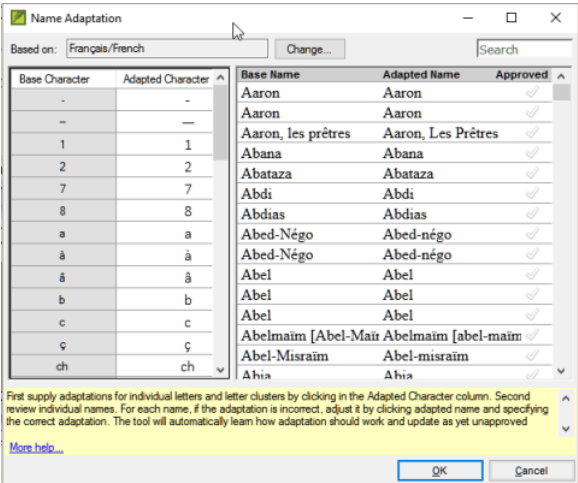 Name Adaptation
Based on: Français/French Change... Search
Base Character Adapted Character
- -
– —
1 1
2 2
7 7
8 8
a a
à à
â â
b b
c c
ç ç
ch ch
Base Name Adapted Name Approved
Aaron Aaron
Aaron Aaron
Aaron, les prêtres Aaron, Les Prêtres
Abana Abana
Abataza Abataza
Abdi Abdi
Abdias Abdias
Abed-Négo Abed-négo
Abed-Négo Abed-négo
Abel Abel
Abel Abel
Abel Abel
Abelmaïm [Abel-Maïm Abelmaïm [abel-maïm
Abel-Misraïm Abel-misraïm
Abia Abia
First supply adaptations for individual letters and letter clusters by clicking in the Adapted Character column. Second
review individual names. For each name, if the adaptation is incorrect, adjust it by clicking adapted name and specifying
the correct adaptation. The tool will automatically learn how adaptation should work and update as yet unapproved
More help...
OK Cancel